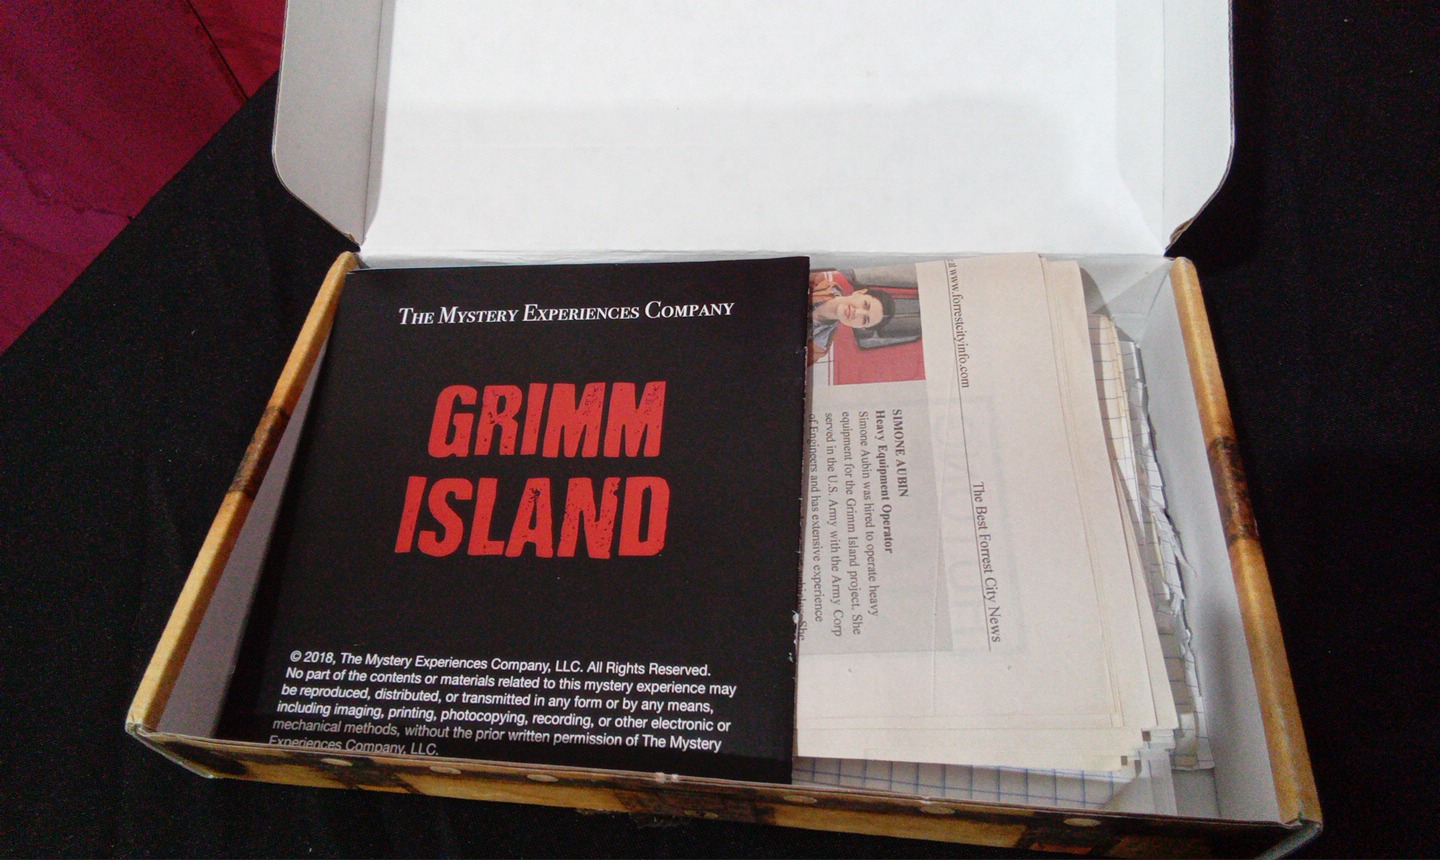 THE MYSTERY EXPERIENCES COMPANY
GRIMM
ISLAND
© 2018, The Mystery Experiences Company, LLC. All Rights Reserved.
No part of the contents or materials related to this mystery experience may
be reproduced, distributed, or transmitted in any form or by any means,
including imaging, printing, photocopying, recording, or other electronic or
mechanical methods, without the prior written permission of The Mystery
Experiences Company, LLC.
at www.forrestcityinfo.com
The Best Forrest City News
SIMONE AUBIN
Heavy Equipment Operator
Simone Aubin was hired to operate heavy
equipment for the Grimm Island project. She
served in the U.S. Army with the Army Corp
of Engineers and has extensive experience
She